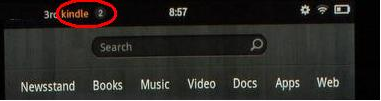 3rd kindle 2 8:57
Search
Newsstand Books Music Video Docs Apps Web